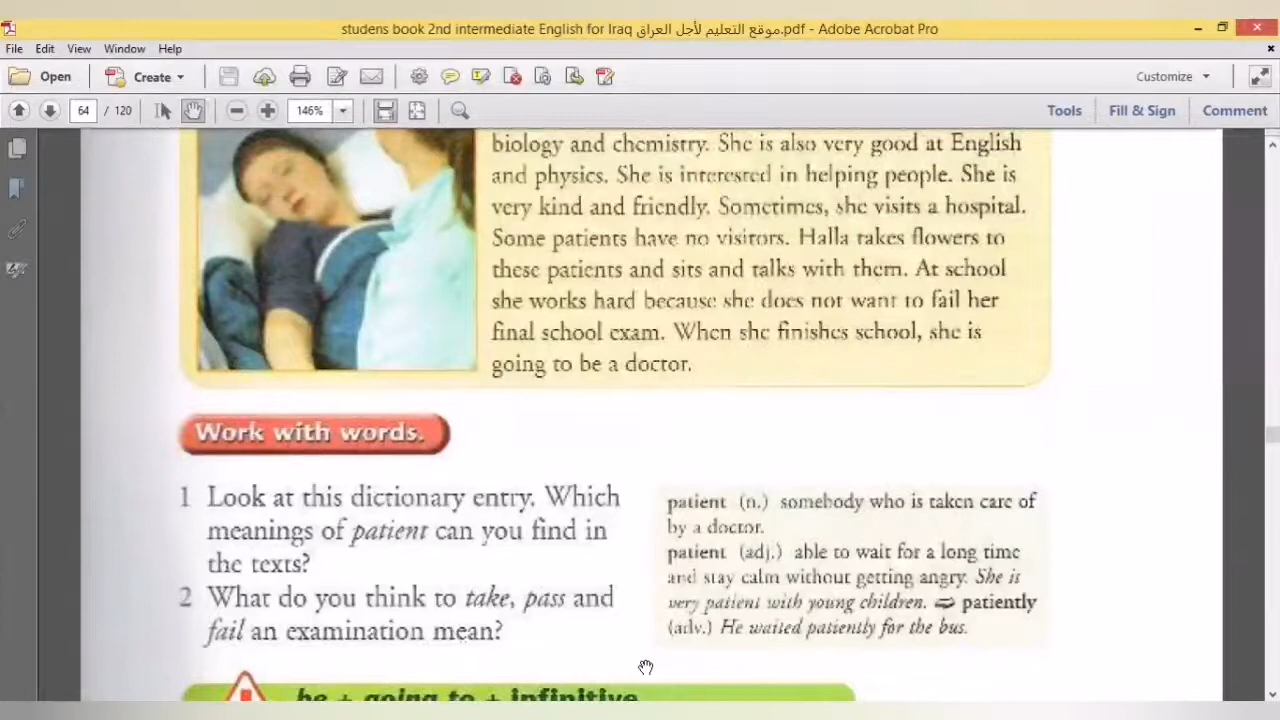 studens book 2nd intermediate English for Iraq موقع التعليم لأجل العراق.pdf - Adobe Acrobat Pro
File Edit View Window Help
Open Create Customize
64 / 120 146% Tools Fill & Sign Comment
biology and chemistry. She is also very good at English
and physics. She is interested in helping people. She is
very kind and friendly. Sometimes, she visits a hospital.
Some patients have no visitors. Halla takes flowers to
these patients and sits and talks with them. At school
she works hard because she does not want to fail her
final school exam. When she finishes school, she is
going to be a doctor.
Work with words.
1 Look at this dictionary entry. Which
meanings of patient can you find in
the texts?
2 What do you think to take, pass and
fail an examination mean?
patient (n.) somebody who is taken care of
by a doctor.
patient (adj.) able to wait for a long time
and stay calm without getting angry. She is
very patient with young children. ⇨ patiently
(adv.) He waited patiently for the bus.
be + going to + infinitive